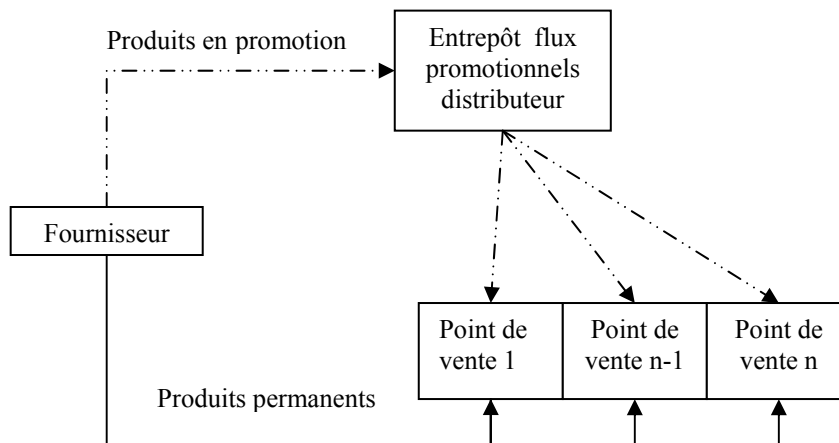 Produits en promotion
Entrepôt flux
promotionnels
distributeur
Fournisseur
Point de
vente 1
Point de
vente n-1
Point de
vente n
Produits permanents